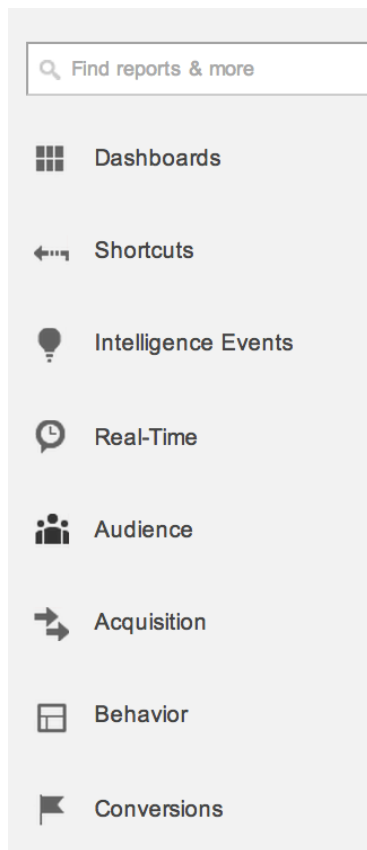 Find reports & more
Dashboards
Shortcuts
Intelligence Events
Real-Time
Audience
Acquisition
Behavior
Conversions